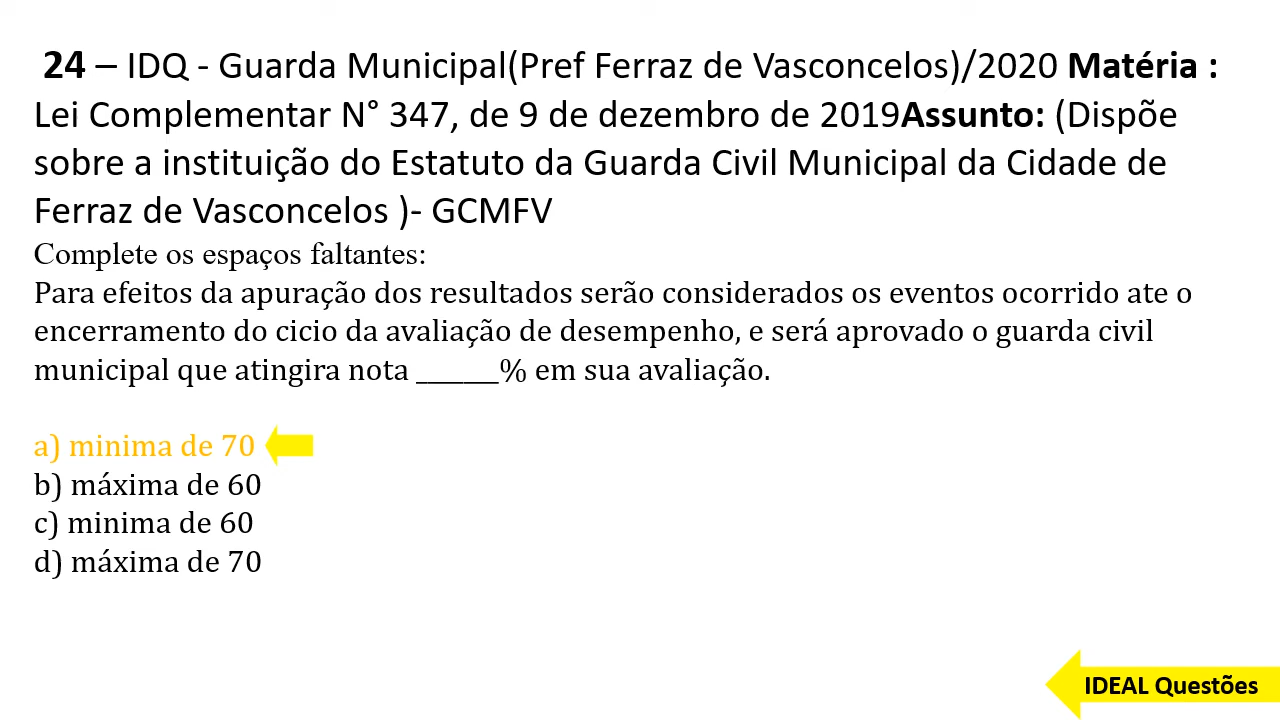 24 – IDQ - Guarda Municipal(Pref Ferraz de Vasconcelos)/2020 Matéria :
Lei Complementar N° 347, de 9 de dezembro de 2019Assunto: (Dispõe
sobre a instituição do Estatuto da Guarda Civil Municipal da Cidade de
Ferraz de Vasconcelos )- GCMFV
Complete os espaços faltantes:
Para efeitos da apuração dos resultados serão considerados os eventos ocorrido ate o
encerramento do cicio da avaliação de desempenho, e será aprovado o guarda civil
municipal que atingira nota ______% em sua avaliação.
a) minima de 70
b) máxima de 60
c) minima de 60
d) máxima de 70
IDEAL Questões